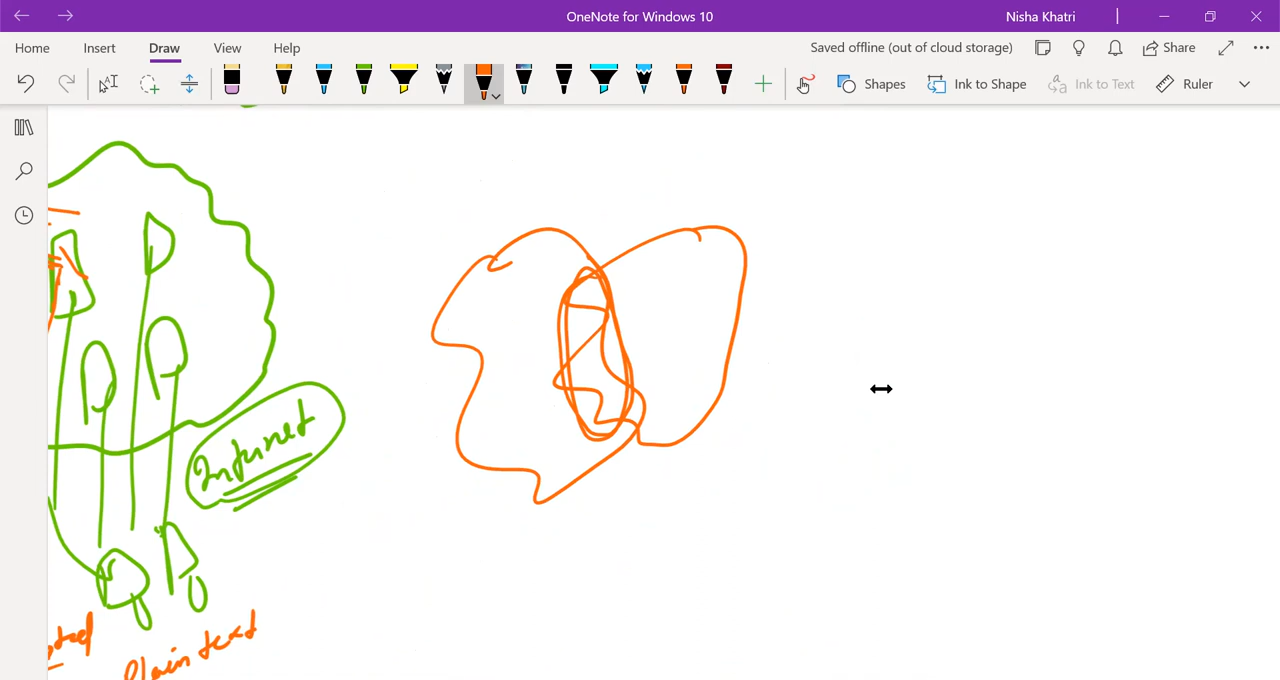 OneNote for Windows 10
Nisha Khatri
Home Insert Draw View Help
Saved offline (out of cloud storage)
Share
Shapes
Ink to Shape
Ink to Text
Ruler
Plain text